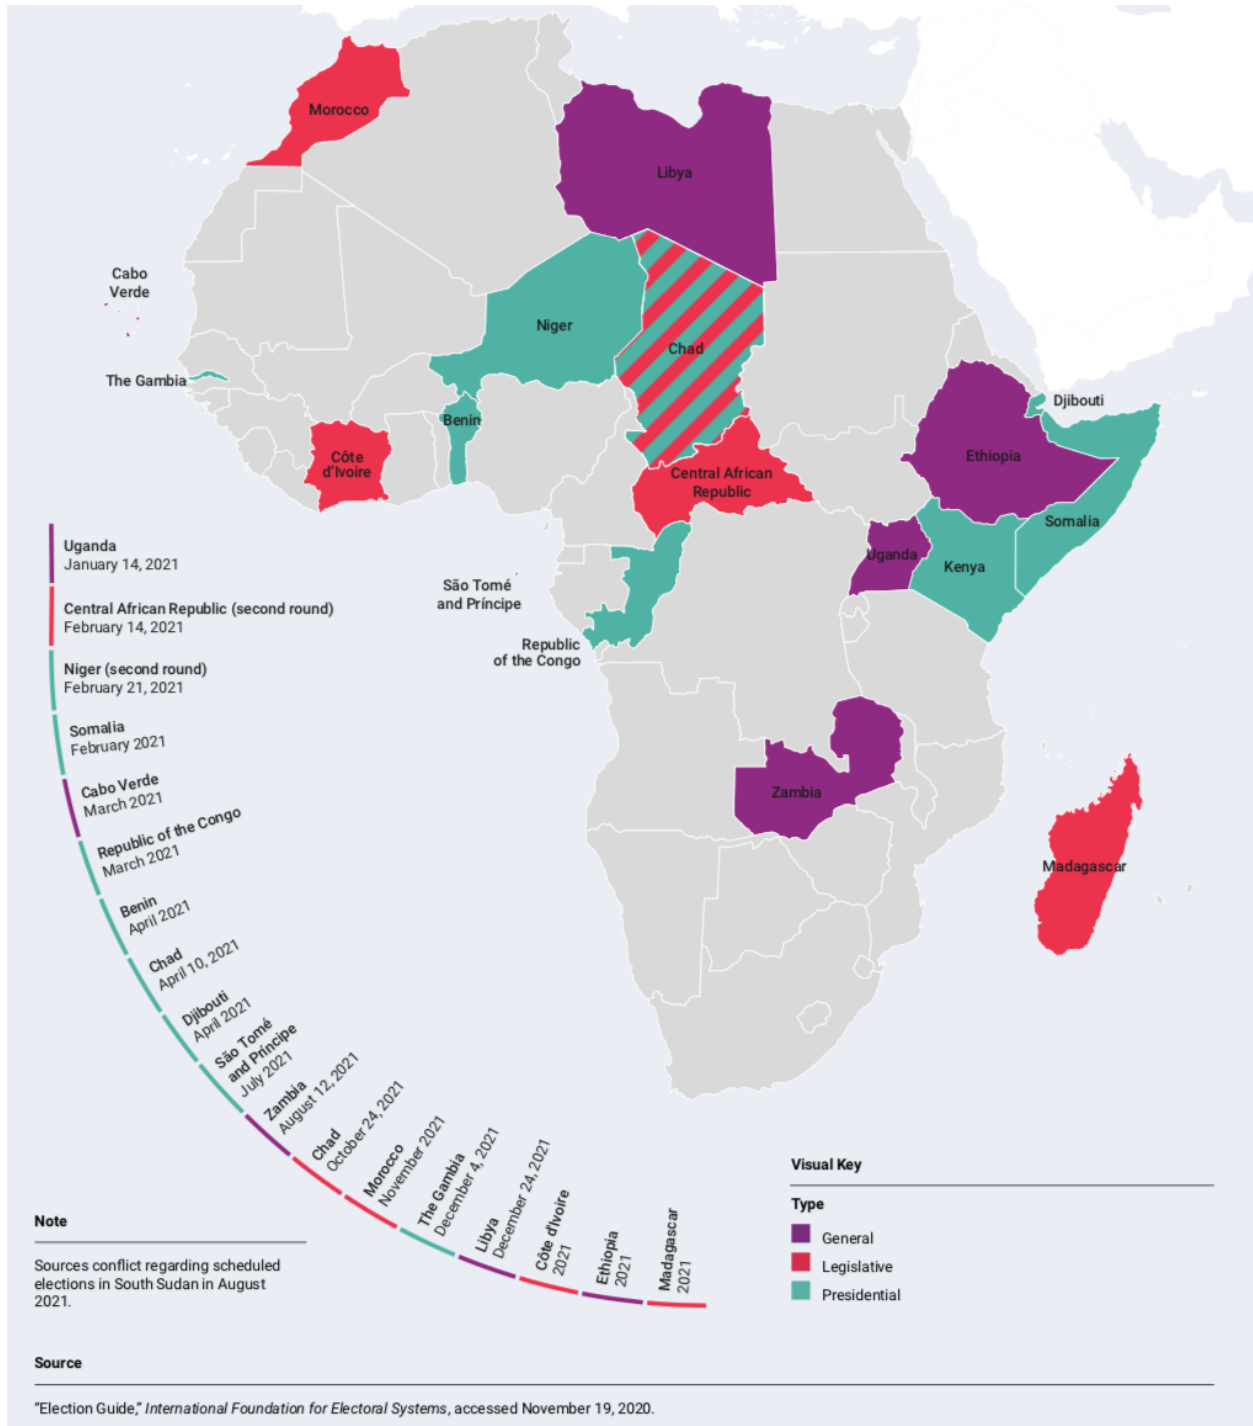 Morocco
Libya
Cabo
Verde
Niger
Chad
The Gambia
Benin
Djibouti
Côte
d'Ivoire
Ethiopia
Central African
Republic
Somalia
Uganda
Kenya
São Tomé
and Príncipe
Republic
of the Congo
Zambia
Madagascar
Uganda
January 14, 2021
Central African Republic (second round)
February 14, 2021
Niger (second round)
February 21, 2021
Somalia
February 2021
Cabo Verde
March 2021
Republic of the Congo
March 2021
Benin
April 2021
Chad
April 10, 2021
Djibouti
April 2021
São Tomé
and Príncipe
July 2021
Zambia
August 12, 2021
Chad
October 24, 2021
Morocco
November 2021
The Gambia
December 4, 2021
Libya
December 24, 2021
Côte d'Ivoire
2021
Ethiopia
2021
Madagascar
2021
Visual Key
Type
General
Legislative
Presidential
Note
Sources conflict regarding scheduled
elections in South Sudan in August
2021.
Source
“Election Guide,” International Foundation for Electoral Systems, accessed November 19, 2020.